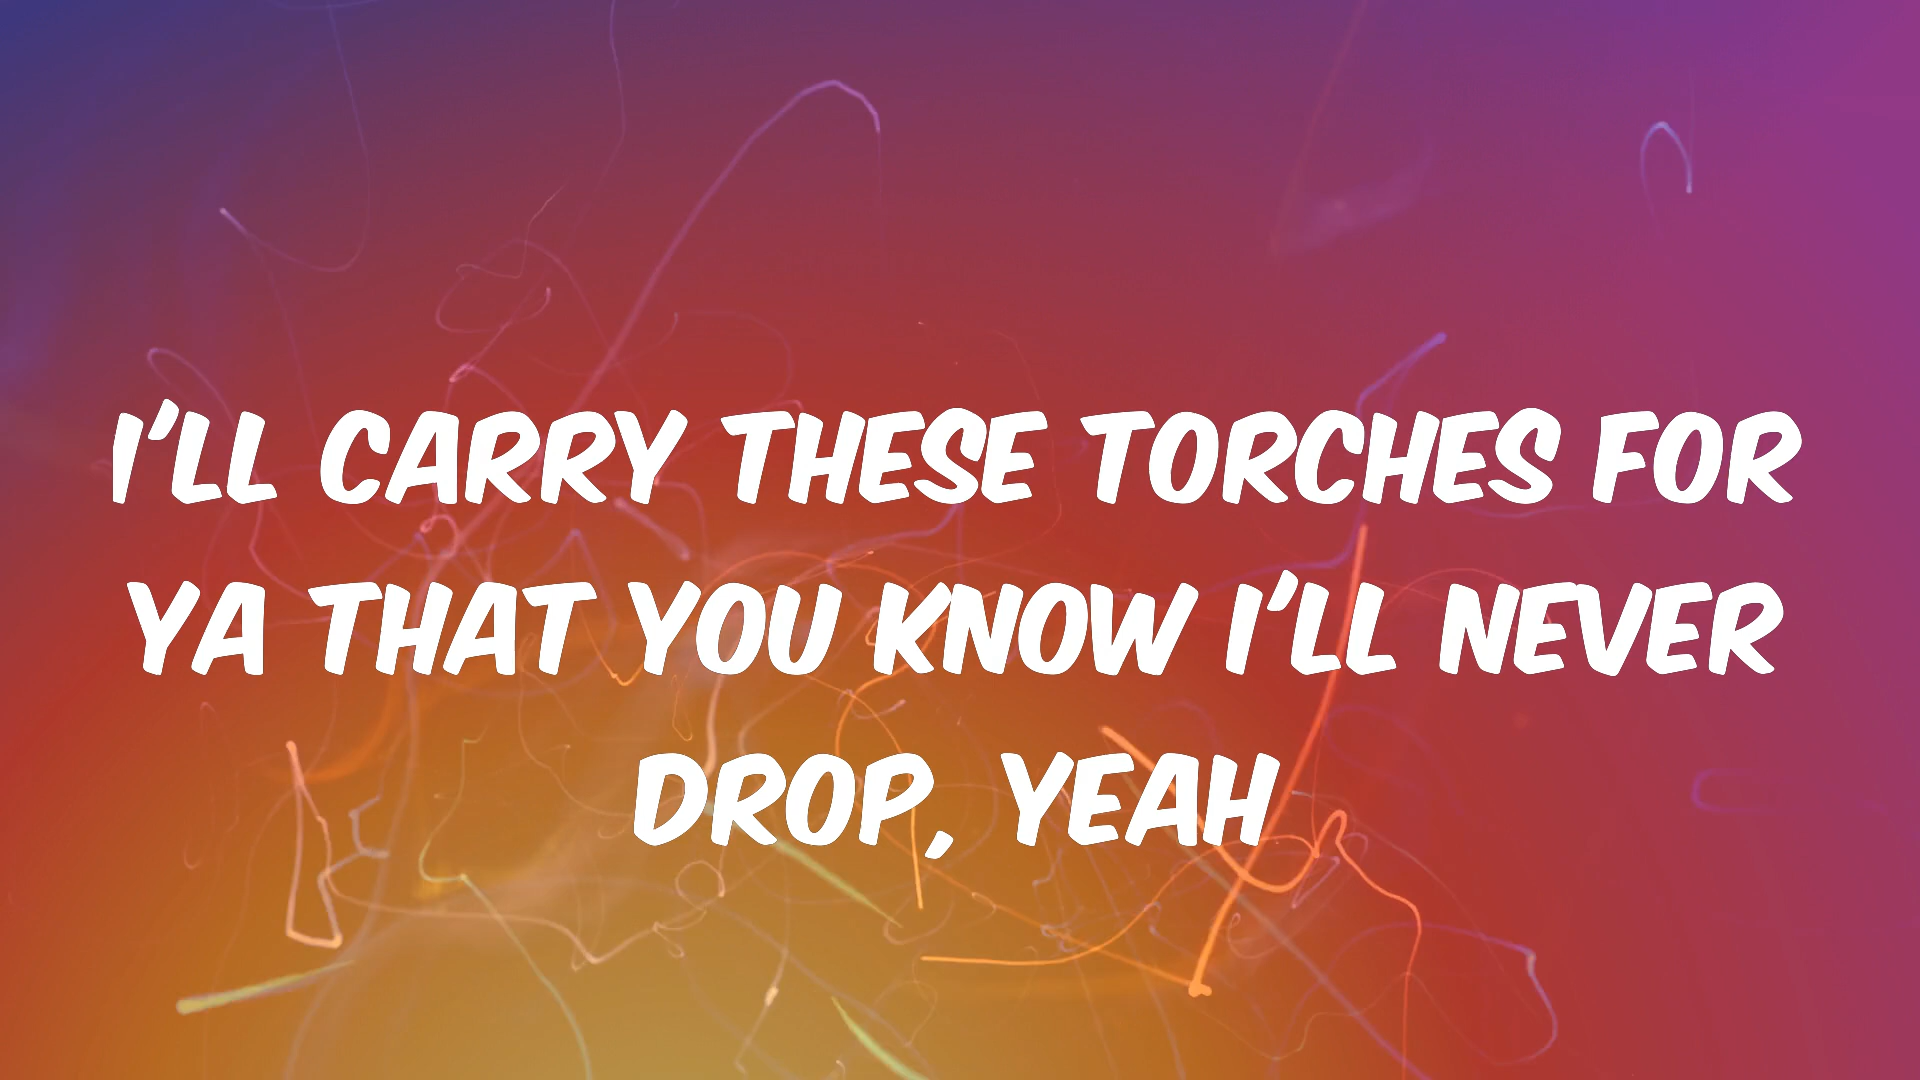 I'LL CARRY THESE TORCHES FOR
YA THAT YOU KNOW I'LL NEVER
DROP, YEAH